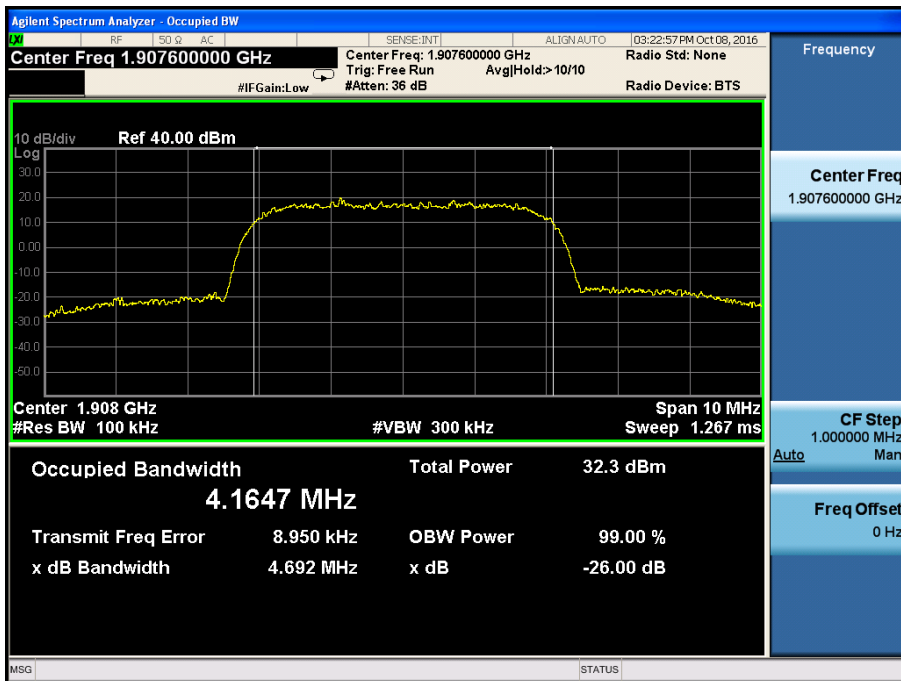 Agilent Spectrum Analyzer - Occupied BW
LXI RF 50 Ω AC SENSE:INT ALIGN AUTO 03:22:57 PM Oct 08, 2016
Center Freq 1.907600000 GHz
Center Freq: 1.907600000 GHz Radio Std: None
Trig: Free Run Avg|Hold:> 10/10
#IFGain:Low #Atten: 36 dB Radio Device: BTS
10 dB/div Ref 40.00 dBm
Log
30.0
20.0
10.0
0.00
-10.0
-20.0
-30.0
-40.0
-50.0
Center 1.908 GHz Span 10 MHz
#Res BW 100 kHz #VBW 300 kHz Sweep 1.267 ms
Occupied Bandwidth Total Power 32.3 dBm
4.1647 MHz
Transmit Freq Error 8.950 kHz OBW Power 99.00 %
x dB Bandwidth 4.692 MHz x dB -26.00 dB
MSG STATUS
Frequency
Center Freq
1.907600000 GHz
CF Step
1.000000 MHz
Auto Man
Freq Offset
0 Hz